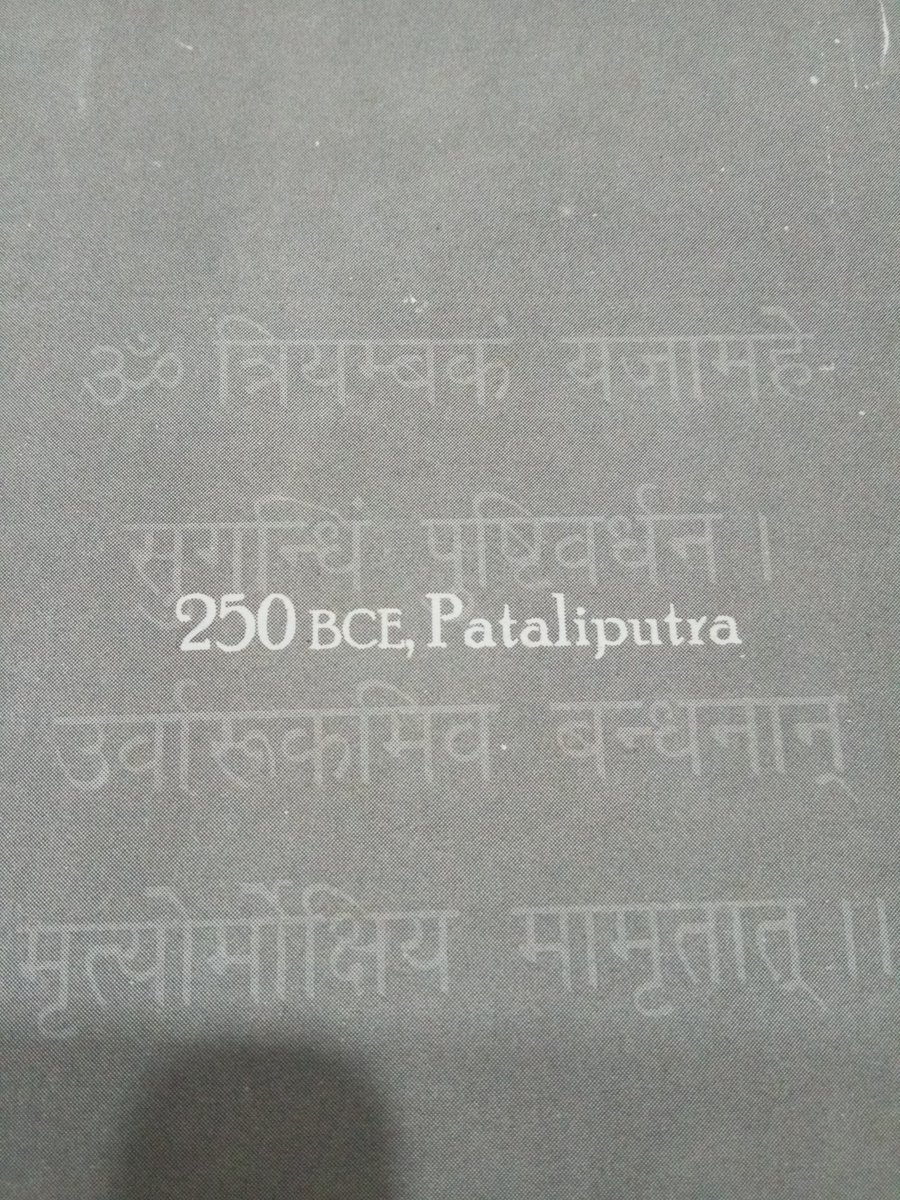 ॐ त्रियम्बकं यजामहे
सुगन्धिं पुष्टिवर्धनं ।
250 BCE, Pataliputra
उर्वारुकमिव बन्धनान्
मृत्योर्मोक्षिय मामृतात् ।।